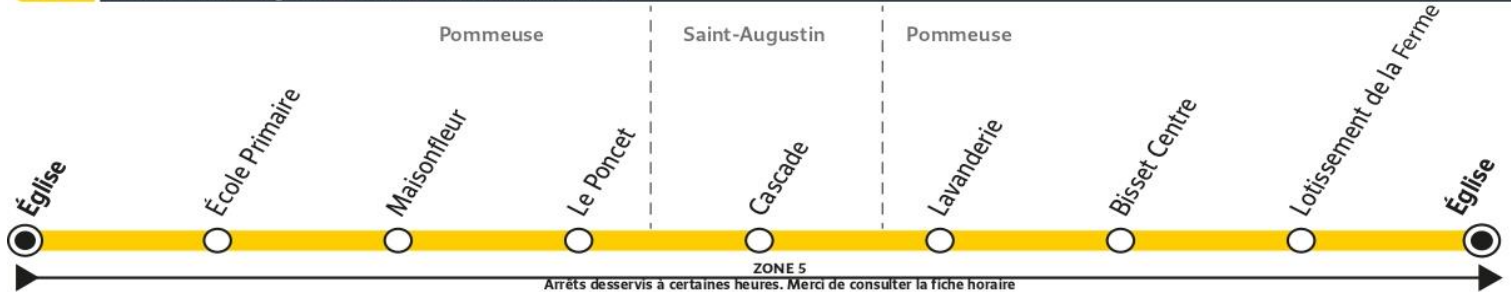 Pommeuse
Saint-Augustin
Pommeuse
Église
École Primaire
Maisonfleur
Le Poncet
Cascade
Lavanderie
Bisset Centre
Lotissement de la Ferme
Église
ZONE 5
Arrêts desservis à certaines heures. Merci de consulter la fiche horaire